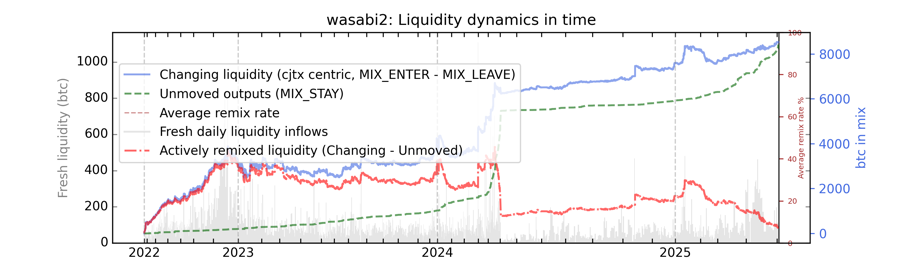 wasabi2: Liquidity dynamics in time
Fresh liquidity (btc)
1000
800
600
400
200
0
Changing liquidity (cjtx centric, MIX_ENTER - MIX_LEAVE)
Unmoved outputs (MIX_STAY)
Average remix rate
Fresh daily liquidity inflows
Actively remixed liquidity (Changing - Unmoved)
2022
2023
2024
2025
100
80
60
40
20
0
Average remix rate %
8000
6000
4000
2000
0
btc in mix